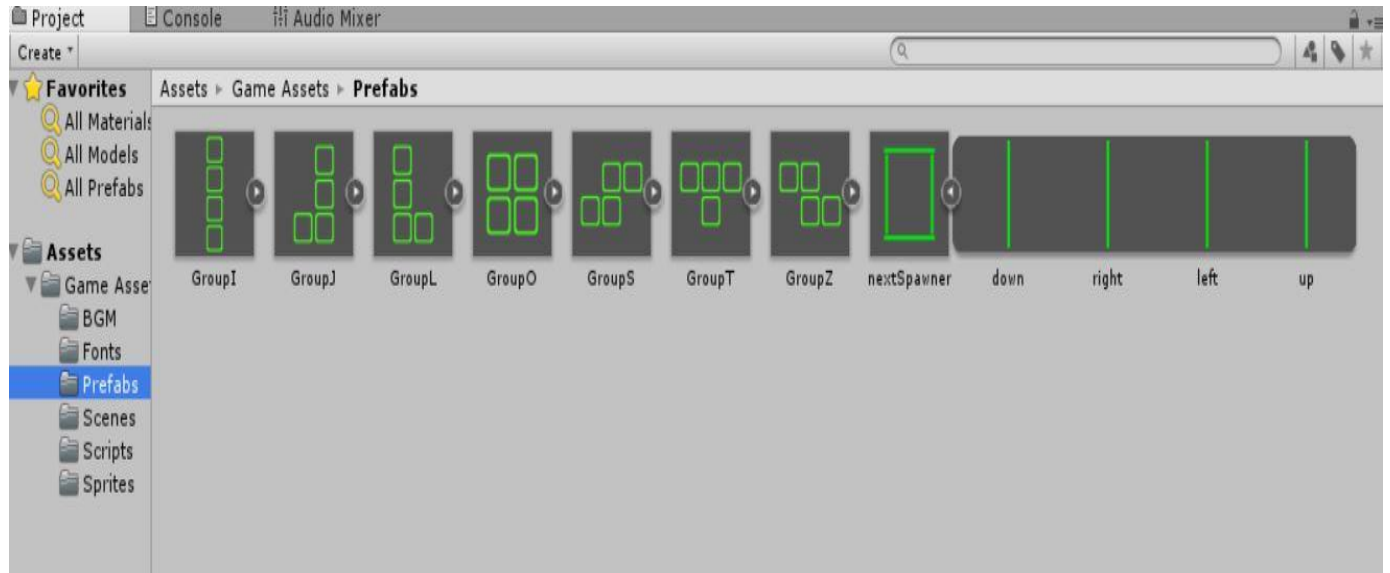 Project Console Audio Mixer
Create
Favorites
All Materials
All Models
All Prefabs
Assets
Game Asse
BGM
Fonts
Prefabs
Scenes
Scripts
Sprites
Assets Game Assets Prefabs
GroupI GroupJ GroupL GroupO GroupS GroupT GroupZ nextSpawner down right left up